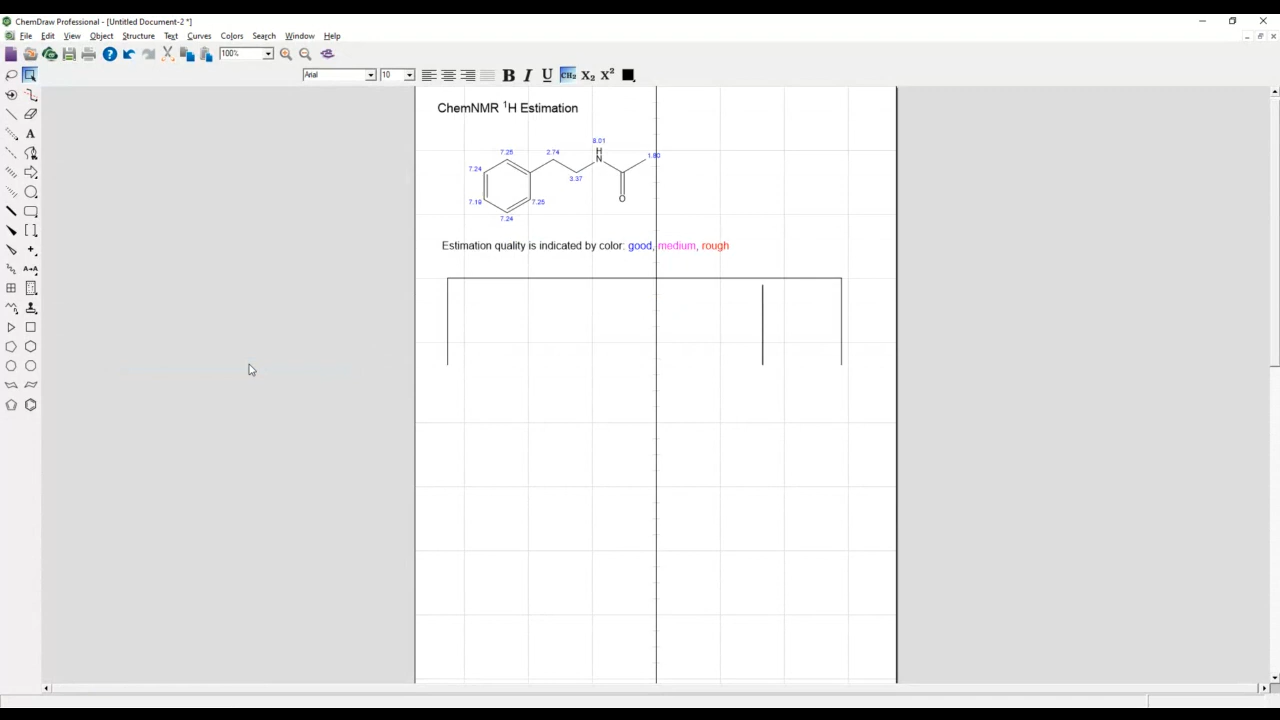 ChemDraw Professional - [Untitled Document-2 *]
File Edit View Object Structure Text Curves Colors Search Window Help
100%
Arial 10 B I U CH₂ X₂ X²
A
ChemNMR ¹H Estimation
8.01
7.25 2.74 H 1.80
N
7.24
3.37
7.19 7.25 O
7.24
Estimation quality is indicated by color: good, medium, rough